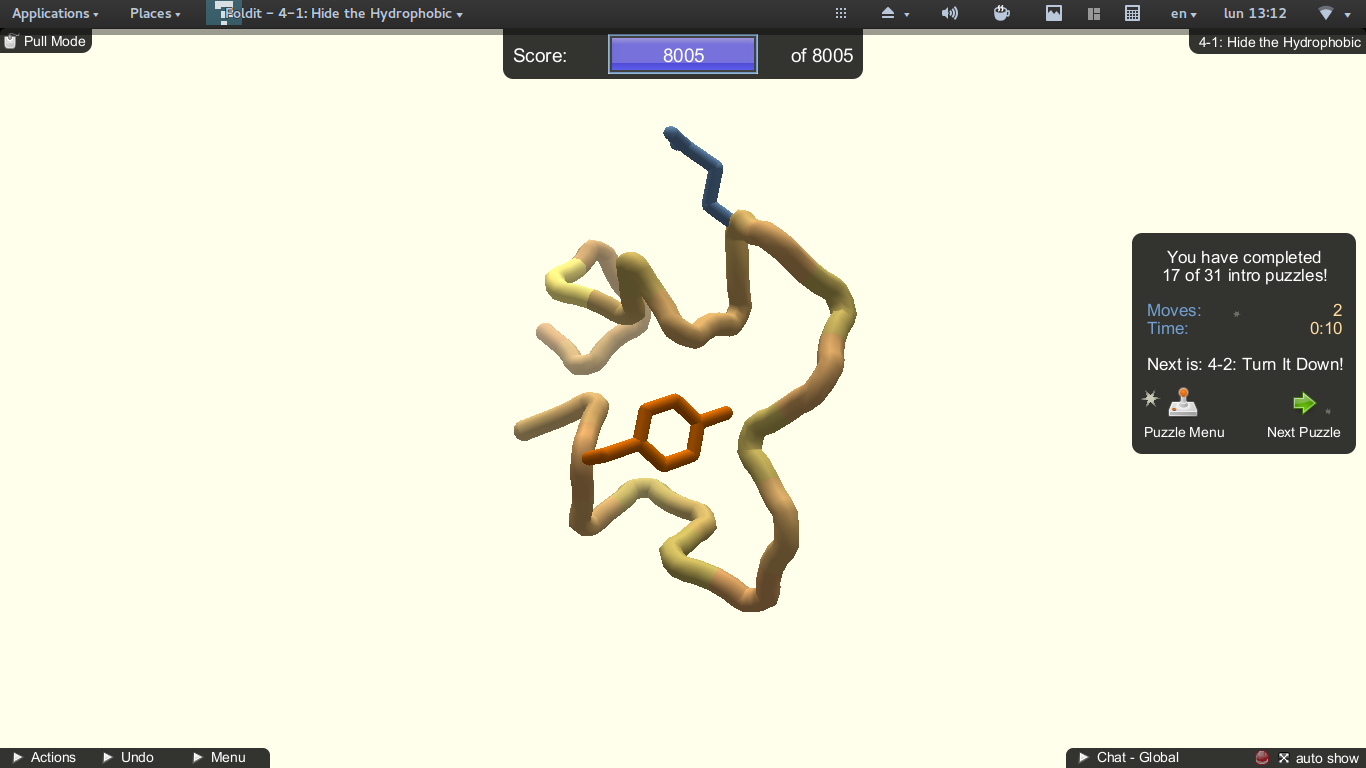 Applications Places Foldit - 4-1: Hide the Hydrophobic en lun 13:12
Pull Mode
Score: 8005 of 8005
4-1: Hide the Hydrophobic
You have completed
17 of 31 intro puzzles!
Moves: 2
Time: 0:10
Next is: 4-2: Turn It Down!
Puzzle Menu Next Puzzle
Actions Undo Menu
Chat - Global auto show